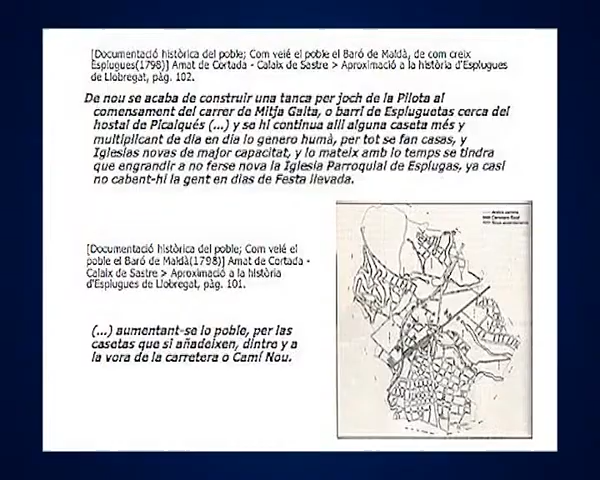 [Documentació històrica del poble; Com veié el poble el Baró de Maldà, de com creix
Esplugues(1798)] Amat de Cortada - Calaix de Sastre > Aproximació a la història d'Esplugues
de Llobregat, pàg. 102.
De nou se acaba de construir una tanca per joch de la Pilota al
comensament del carrer de Mitja Galta, o barri de Espluguetas cerca del
hostal de Picalqués (...) y so hi continua alli alguna caseta més y
multiplicant de dia en dia lo genero humà, per tot se fan casas, y
Iglesias novas de major capacitat, y lo mateix amb lo temps se tindra
que engrandir a no ferse nova la Iglesia Parroquial de Esplugas, ya casi
no cabant-hi la gent en dias de Festa llevada.
[Documentació històrica del poble; Com veié el
poble el Baró de Maldà(1798)] Amat de Cortada -
Calaix de Sastre > Aproximació a la història
d'Esplugues de Llobregat, pàg. 101.
(...) aumentant-se lo poble, per las
casetas que si añadeixen, dintre y a
la vora de la carretera o Camí Nou.